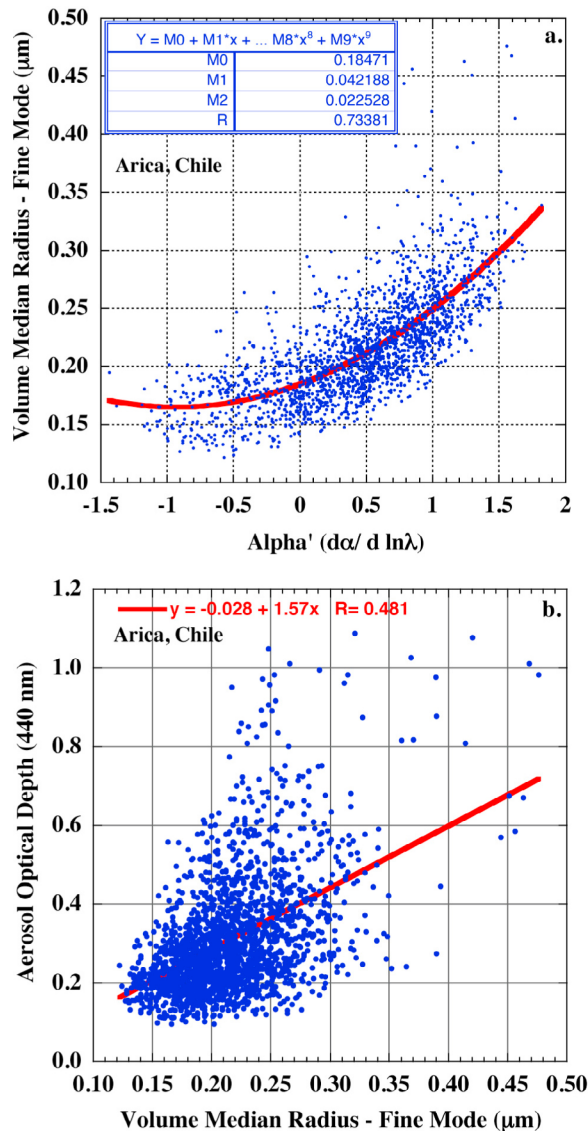 a.
Y = M0 + M1*x + ... M8*x⁸ + M9*x⁹
M0 0.18471
M1 0.042188
M2 0.022528
R 0.73381
Arica, Chile
Volume Median Radius - Fine Mode (μm)
0.50
0.45
0.40
0.35
0.30
0.25
0.20
0.15
0.10
-1.5 -1 -0.5 0 0.5 1 1.5 2
Alpha' (dα/ d lnλ)
b.
y = -0.028 + 1.57x R= 0.481
Arica, Chile
Aerosol Optical Depth (440 nm)
1.2
1.0
0.8
0.6
0.4
0.2
0.0
0.10 0.15 0.20 0.25 0.30 0.35 0.40 0.45 0.50
Volume Median Radius - Fine Mode (μm)